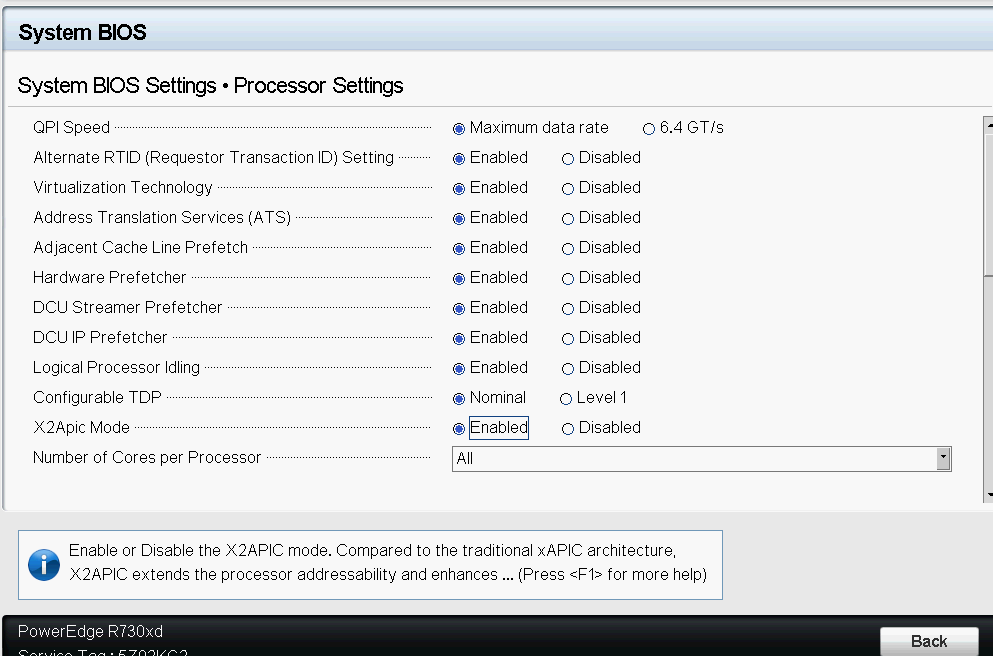 System BIOS
System BIOS Settings • Processor Settings
QPI Speed Maximum data rate 6.4 GT/s
Alternate RTID (Requestor Transaction ID) Setting Enabled Disabled
Virtualization Technology Enabled Disabled
Address Translation Services (ATS) Enabled Disabled
Adjacent Cache Line Prefetch Enabled Disabled
Hardware Prefetcher Enabled Disabled
DCU Streamer Prefetcher Enabled Disabled
DCU IP Prefetcher Enabled Disabled
Logical Processor Idling Enabled Disabled
Configurable TDP Nominal Level 1
X2Apic Mode Enabled Disabled
Number of Cores per Processor All
Enable or Disable the X2APIC mode. Compared to the traditional xAPIC architecture,
X2APIC extends the processor addressability and enhances ... (Press <F1> for more help)
PowerEdge R730xd
Service Tag :
Back